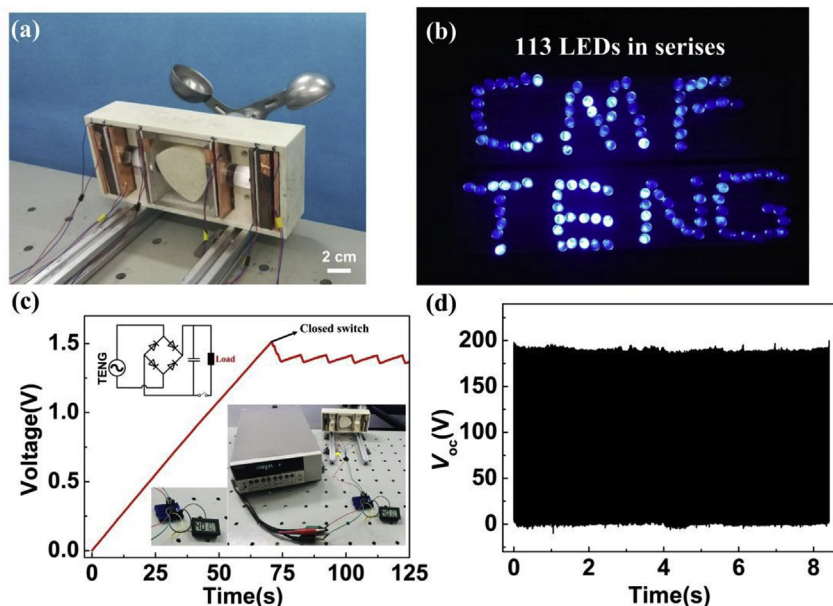 (a)
2 cm
(b)
113 LEDs in serises
CMF
TENG
(c)
Closed switch
TENG
Load
Voltage(V)
1.5
1.0
0.5
0.0
0 25 50 75 100 125
Time(s)
(d)
Voc(V)
200
150
100
50
0
0 2 4 6 8
Time(s)